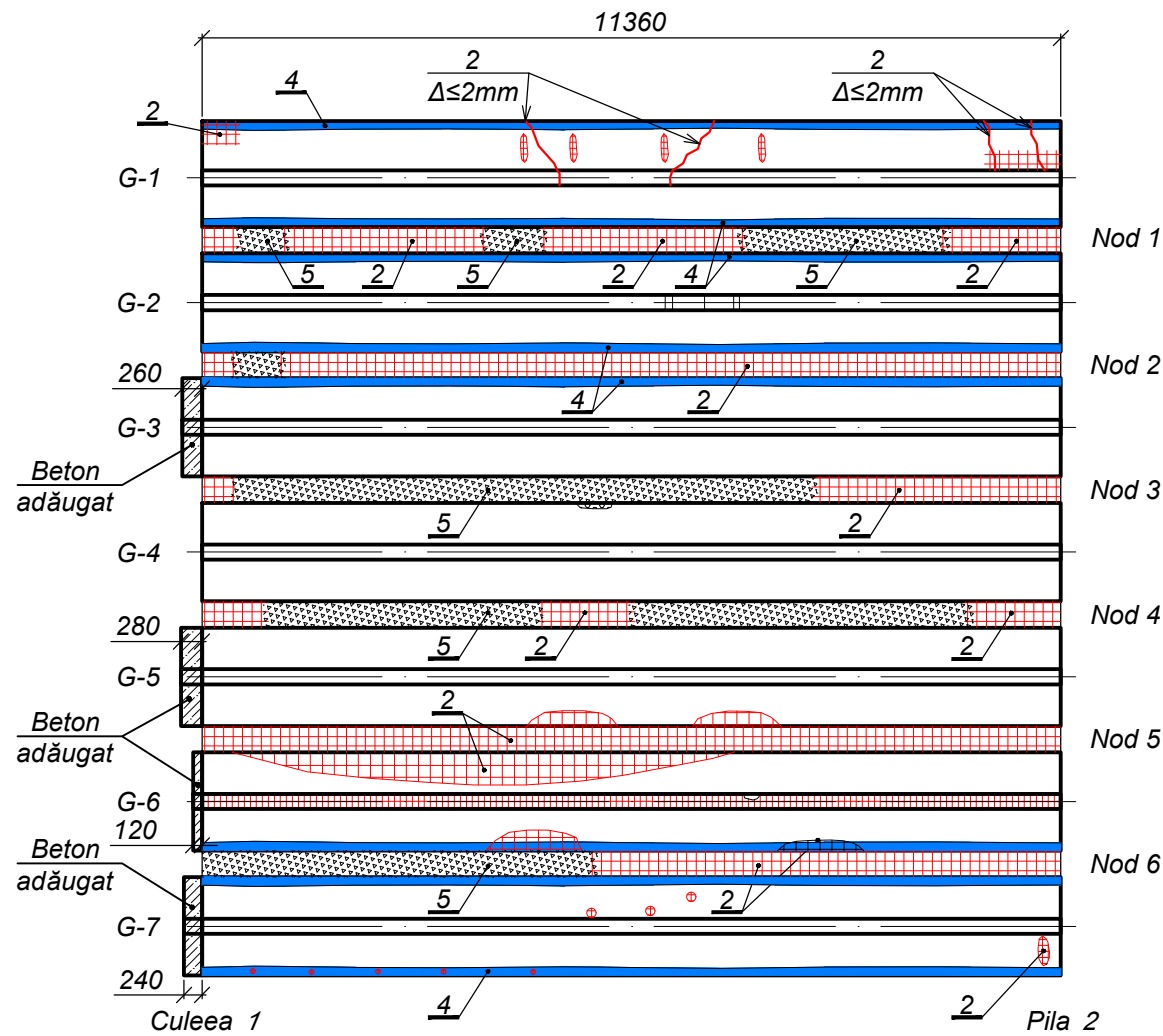 11360
2
Δ≤2mm
2
Δ≤2mm
4
2
G-1
Nod 1
5
2
5
2
4
5
2
G-2
Nod 2
260
4
2
G-3
Beton
adăugat
Nod 3
5
2
G-4
Nod 4
280
5
2
2
G-5
2
Beton
adăugat
Nod 5
G-6
120
Beton
adăugat
Nod 6
5
2
G-7
240
4
2
Culeea 1
Pila 2